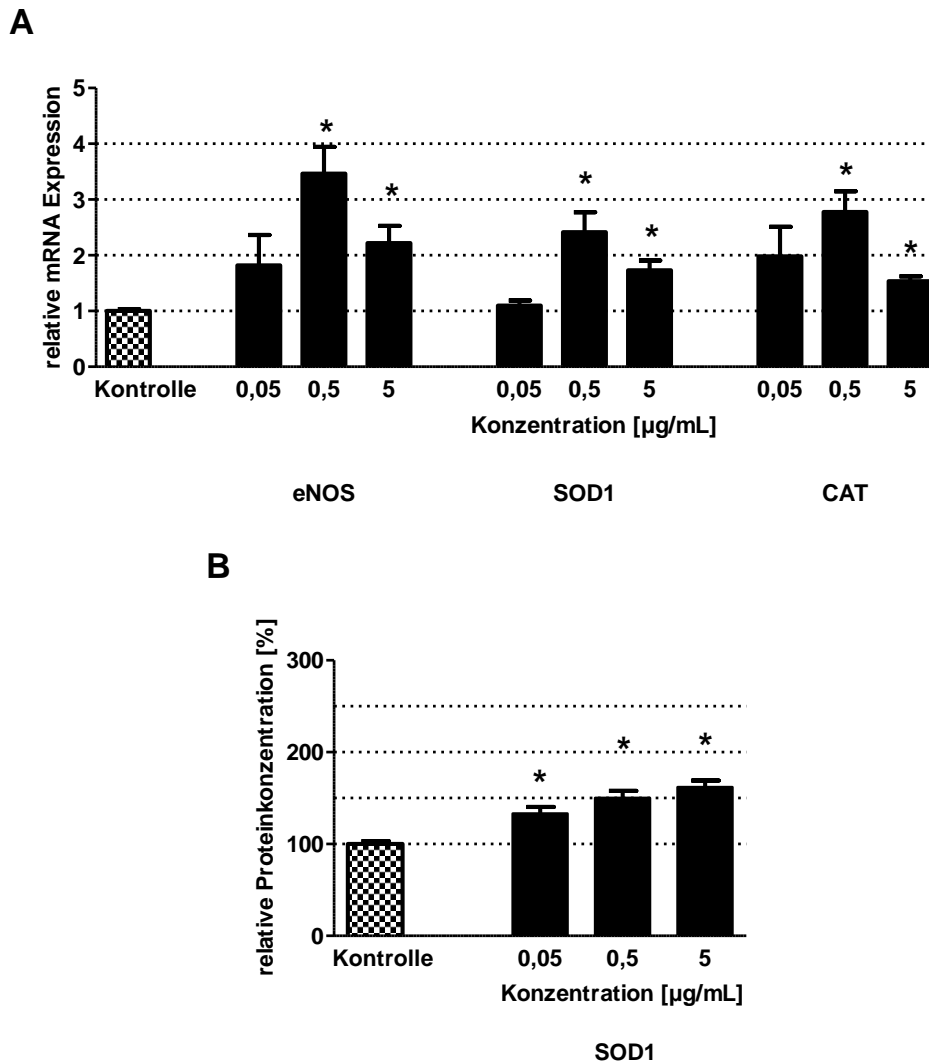 A
relative mRNA Expression
5
4
3
2
1
0
* * * * * *
Kontrolle 0,05 0,5 5 0,05 0,5 5 0,05 0,5 5
Konzentration [µg/mL]
eNOS SOD1 CAT
B
relative Proteinkonzentration [%]
300
200
100
0
* * *
Kontrolle 0,05 0,5 5
Konzentration [µg/mL]
SOD1